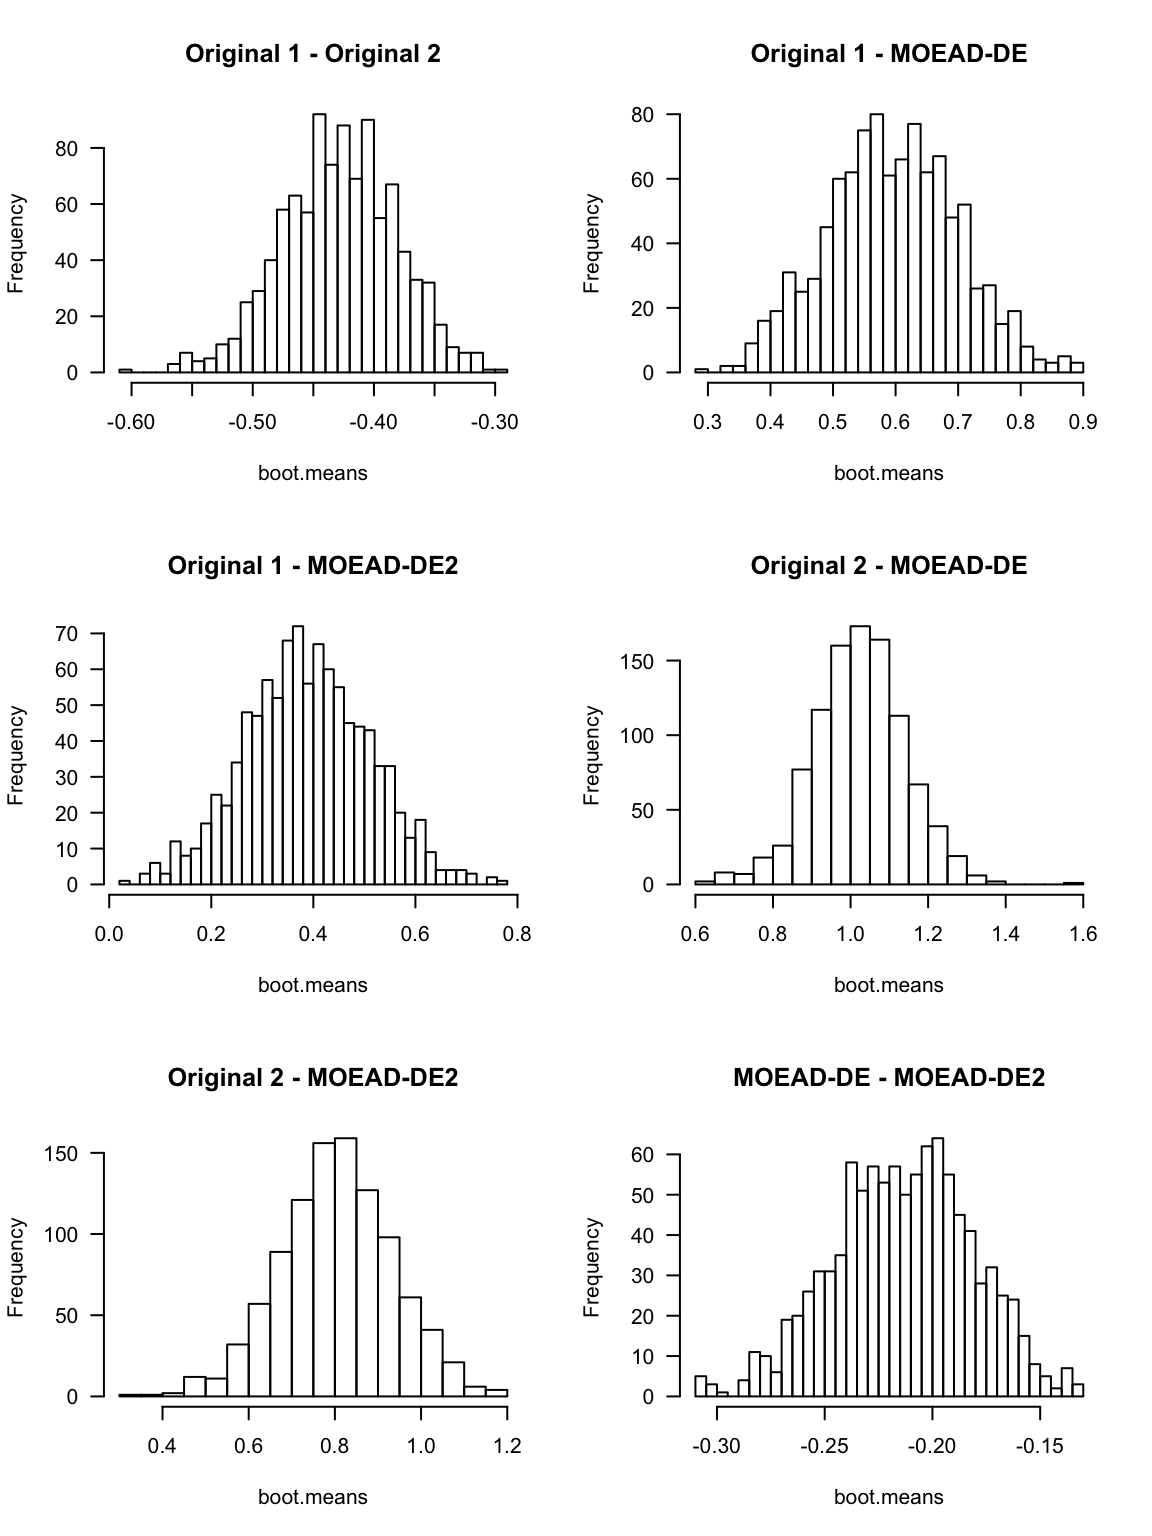 Original 1 - Original 2
Frequency
80
60
40
20
0
-0.60 -0.50 -0.40 -0.30
boot.means
Original 1 - MOEAD-DE
Frequency
80
60
40
20
0
0.3 0.4 0.5 0.6 0.7 0.8 0.9
boot.means
Original 1 - MOEAD-DE2
Frequency
70
60
50
40
30
20
10
0
0.0 0.2 0.4 0.6 0.8
boot.means
Original 2 - MOEAD-DE
Frequency
150
100
50
0
0.6 0.8 1.0 1.2 1.4 1.6
boot.means
Original 2 - MOEAD-DE2
Frequency
150
100
50
0
0.4 0.6 0.8 1.0 1.2
boot.means
MOEAD-DE - MOEAD-DE2
Frequency
60
50
40
30
20
10
0
-0.30 -0.25 -0.20 -0.15
boot.means